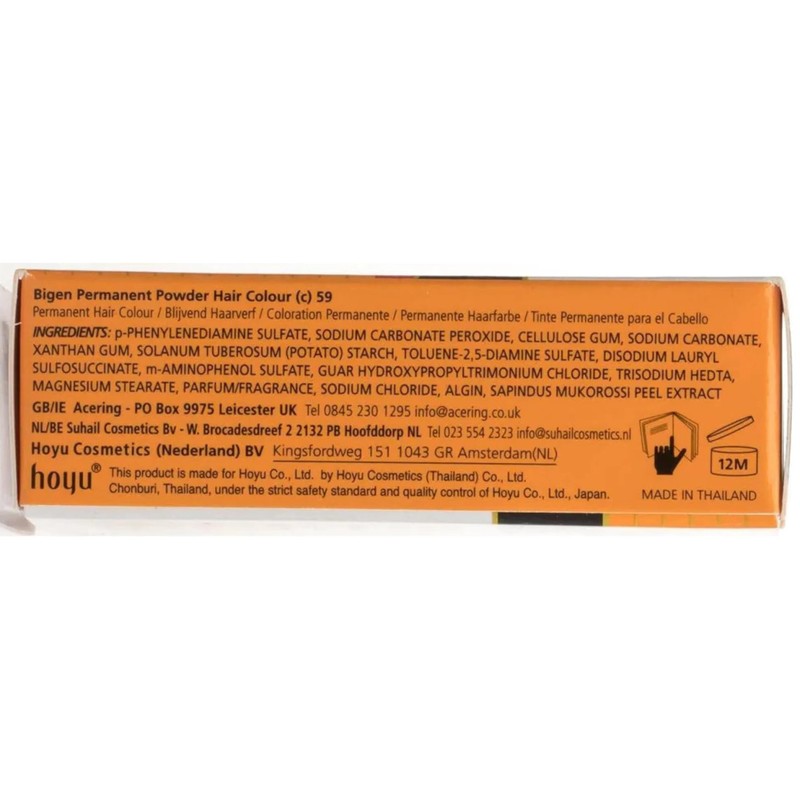 Bigen Permanent Powder Hair Colour (c) 59
Permanent Hair Colour / Blijvend Haarverf / Coloration Permanente / Permanente Haarfarbe / Tinte Permanente para el Cabello
INGREDIENTS: p-PHENYLENEDIAMINE SULFATE, SODIUM CARBONATE PEROXIDE, CELLULOSE GUM, SODIUM CARBONATE,
XANTHAN GUM, SOLANUM TUBEROSUM (POTATO) STARCH, TOLUENE-2,5-DIAMINE SULFATE, DISODIUM LAURYL
SULFOSUCCINATE, m-AMINOPHENOL SULFATE, GUAR HYDROXYPROPYLTRIMONIUM CHLORIDE, TRISODIUM HEDTA,
MAGNESIUM STEARATE, PARFUM/FRAGRANCE, SODIUM CHLORIDE, ALGIN, SAPINDUS MUKOROSSI PEEL EXTRACT
GB/IE Acering - PO Box 9975 Leicester UK Tel 0845 230 1295 info@acering.co.uk
NL/BE Suhail Cosmetics Bv - W. Brocadesdreef 2 2132 PB Hoofddorp NL Tel 023 554 2323 info@suhailcosmetics.nl
Hoyu Cosmetics (Nederland) BV Kingsfordweg 151 1043 GR Amsterdam(NL)
hoyu® This product is made for Hoyu Co., Ltd. by Hoyu Cosmetics (Thailand) Co., Ltd.
Chonburi, Thailand, under the strict safety standard and quality control of Hoyu Co., Ltd., Japan.
12M
MADE IN THAILAND